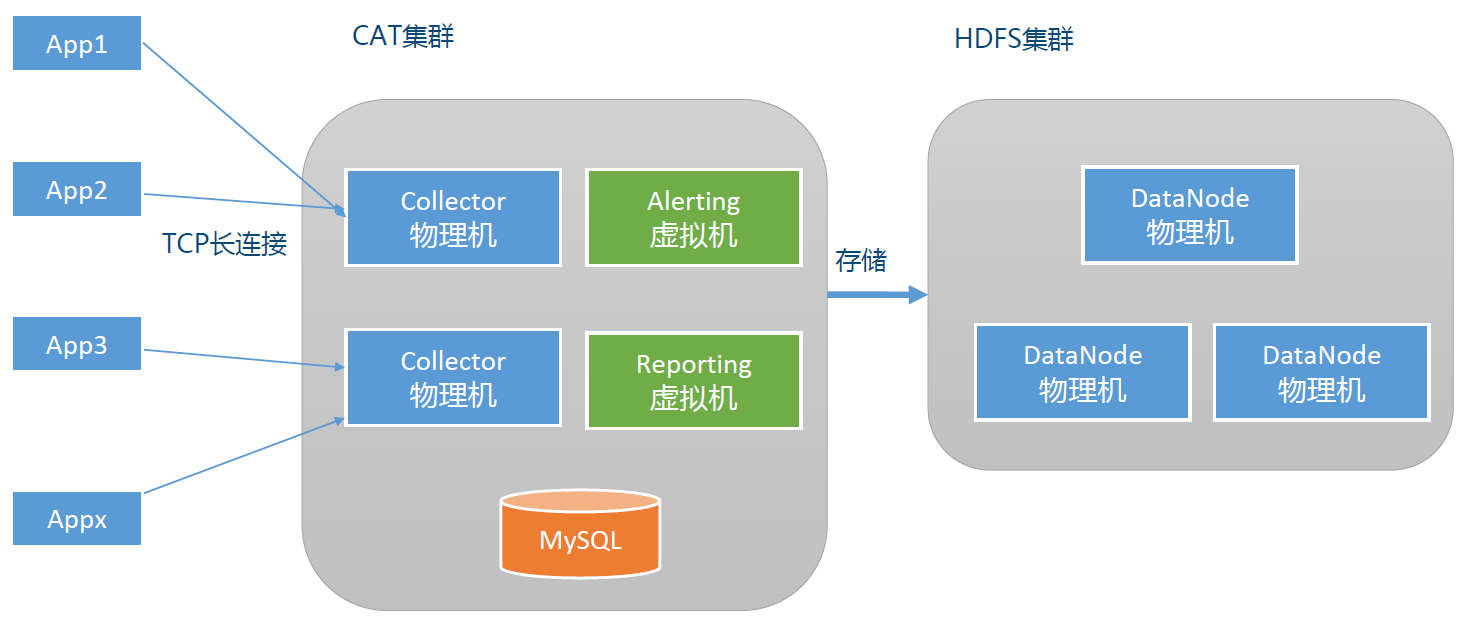 App1
App2
TCP长连接
App3
Appx
CAT集群
Collector
物理机
Alerting
虚拟机
Collector
物理机
Reporting
虚拟机
MySQL
存储
HDFS集群
DataNode
物理机
DataNode
物理机
DataNode
物理机